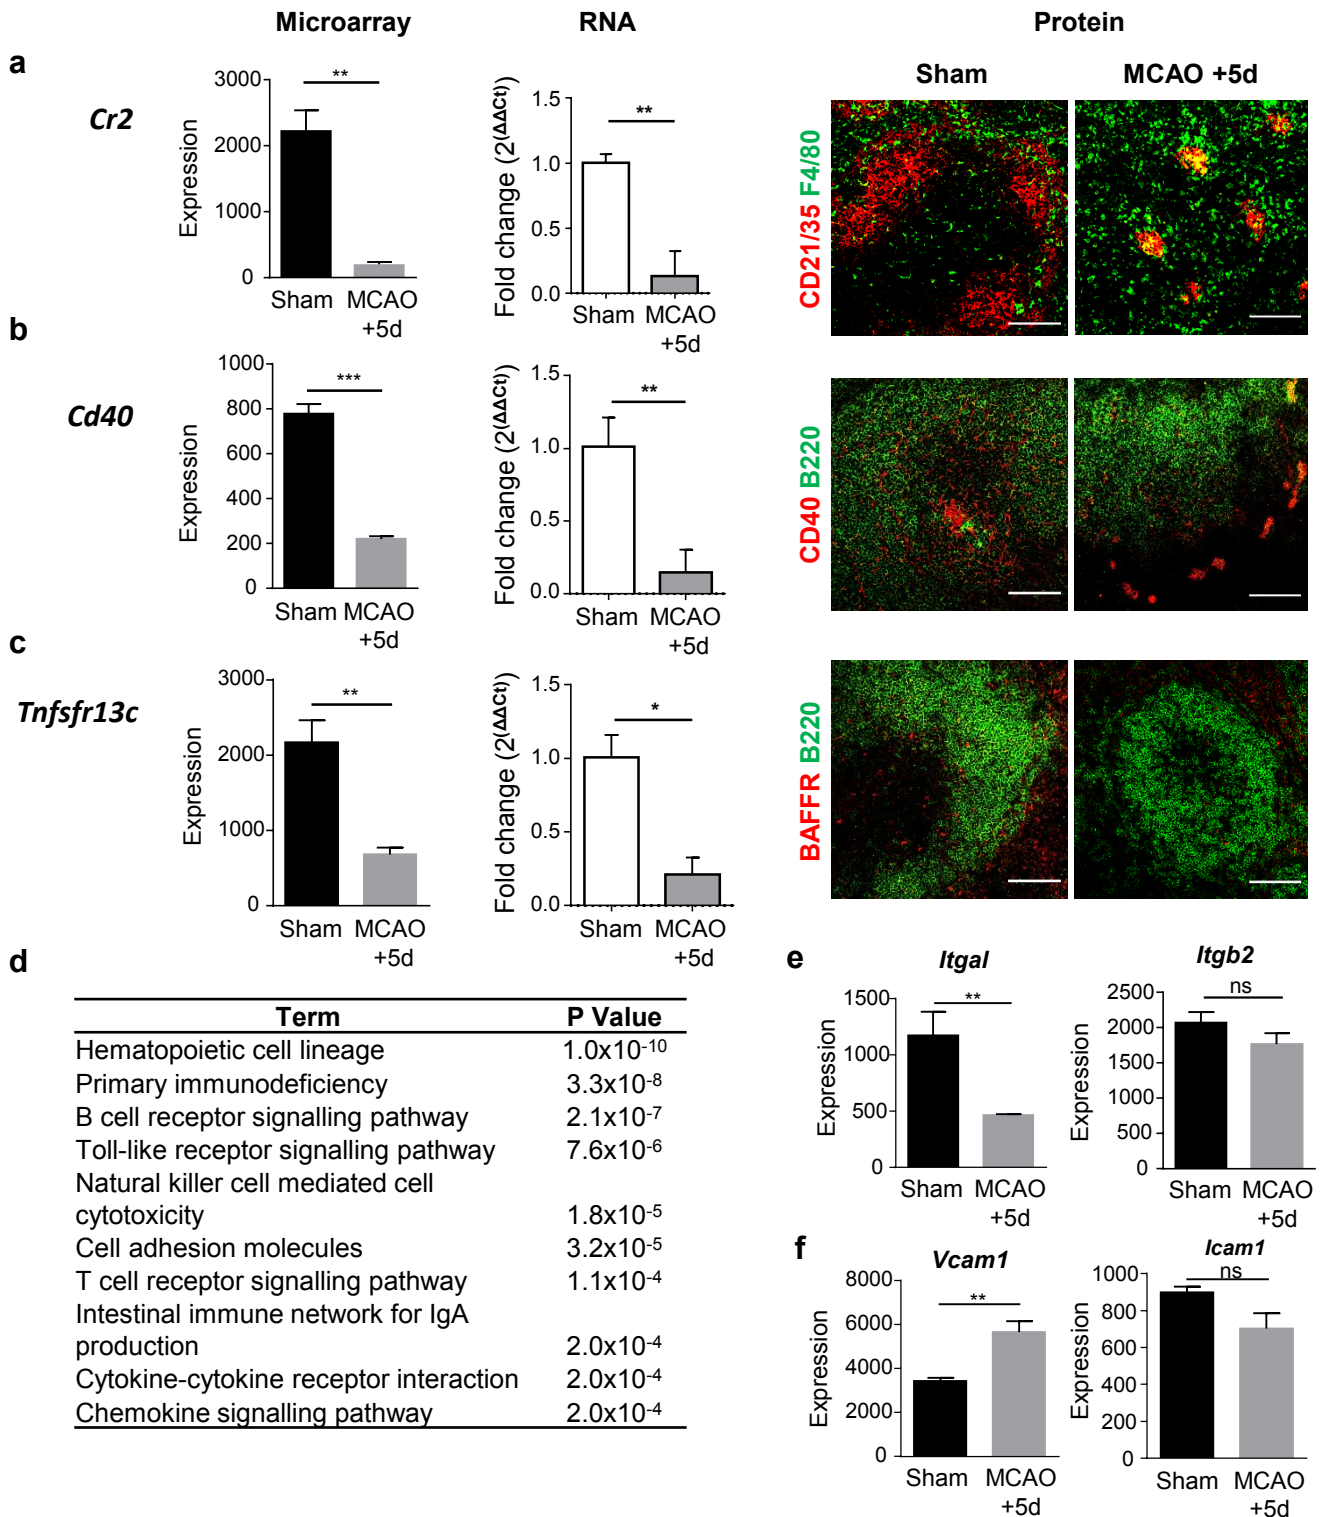 Microarray
RNA
Protein
a
Cr2
3000
2000
1000
0
Expression
**
Sham
MCAO
+5d
1.5
1.0
0.5
0.0
Fold change (2^(ΔΔCt))
**
Sham
MCAO
+5d
Sham
MCAO +5d
CD21/35 F4/80
b
Cd40
1000
800
600
400
200
0
Expression
***
Sham
MCAO
+5d
1.5
1.0
0.5
0.0
Fold change (2^(ΔΔCt))
**
Sham
MCAO
+5d
CD40 B220
c
Tnfsfr13c
3000
2000
1000
0
Expression
**
Sham
MCAO
+5d
1.5
1.0
0.5
0.0
Fold change (2^(ΔΔCt))
*
Sham
MCAO
+5d
BAFFR B220
d
Term P Value
Hematopoietic cell lineage 1.0x10-10
Primary immunodeficiency 3.3x10-8
B cell receptor signalling pathway 2.1x10-7
Toll-like receptor signalling pathway 7.6x10-6
Natural killer cell mediated cell
cytotoxicity 1.8x10-5
Cell adhesion molecules 3.2x10-5
T cell receptor signalling pathway 1.1x10-4
Intestinal immune network for IgA
production 2.0x10-4
Cytokine-cytokine receptor interaction 2.0x10-4
Chemokine signalling pathway 2.0x10-4
e
Itgal
1500
1000
500
0
Expression
**
Sham
MCAO
+5d
Itgb2
2500
2000
1500
1000
500
0
Expression
ns
Sham
MCAO
+5d
f
Vcam1
8000
6000
4000
2000
0
Expression
**
Sham
MCAO
+5d
Icam1
1000
800
600
400
200
0
Expression
ns
Sham
MCAO
+5d